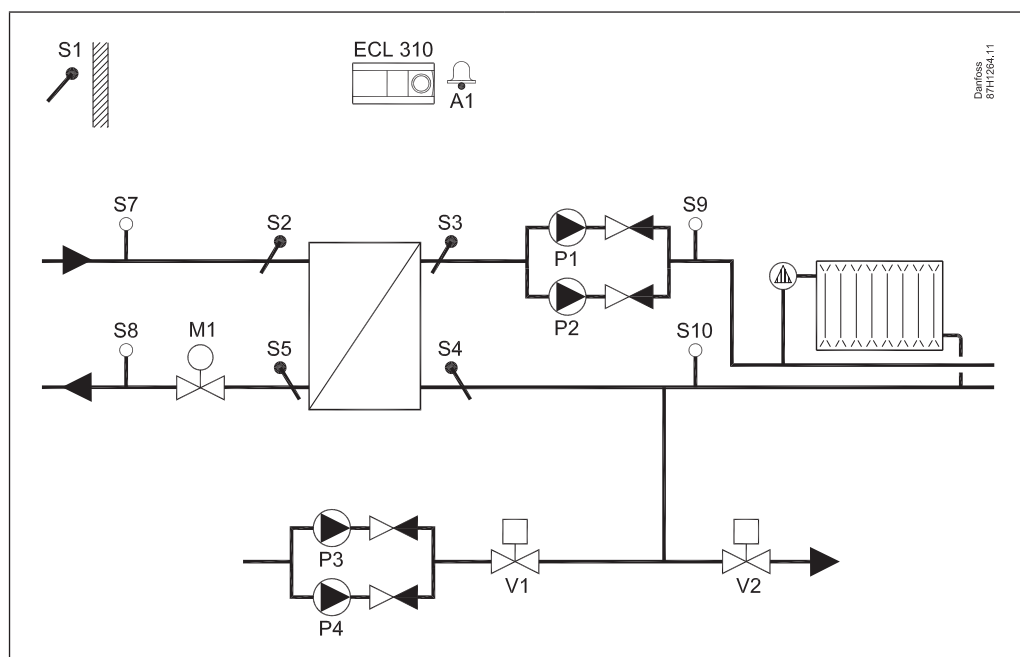 S1
ECL 310
A1
Danfoss
87H1264.11
S7
S2
S3
P1
S9
P2
S8
M1
S5
S4
S10
P3
V1
V2
P4